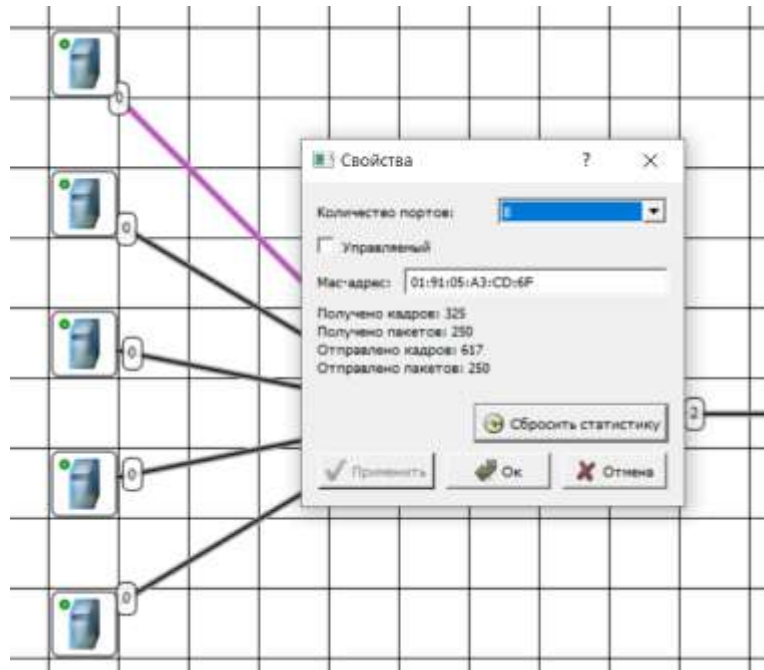 0
Свойства ? ×
0
Количество портов: 8
Управляемый
Mac-адрес: 01:91:05:A3:CD:6F
Получено кадров: 325
Получено пакетов: 250
Отправлено кадров: 617
Отправлено пакетов: 250
0
Сбросить статистику
2
0
Применить
Ок
Отмена
0